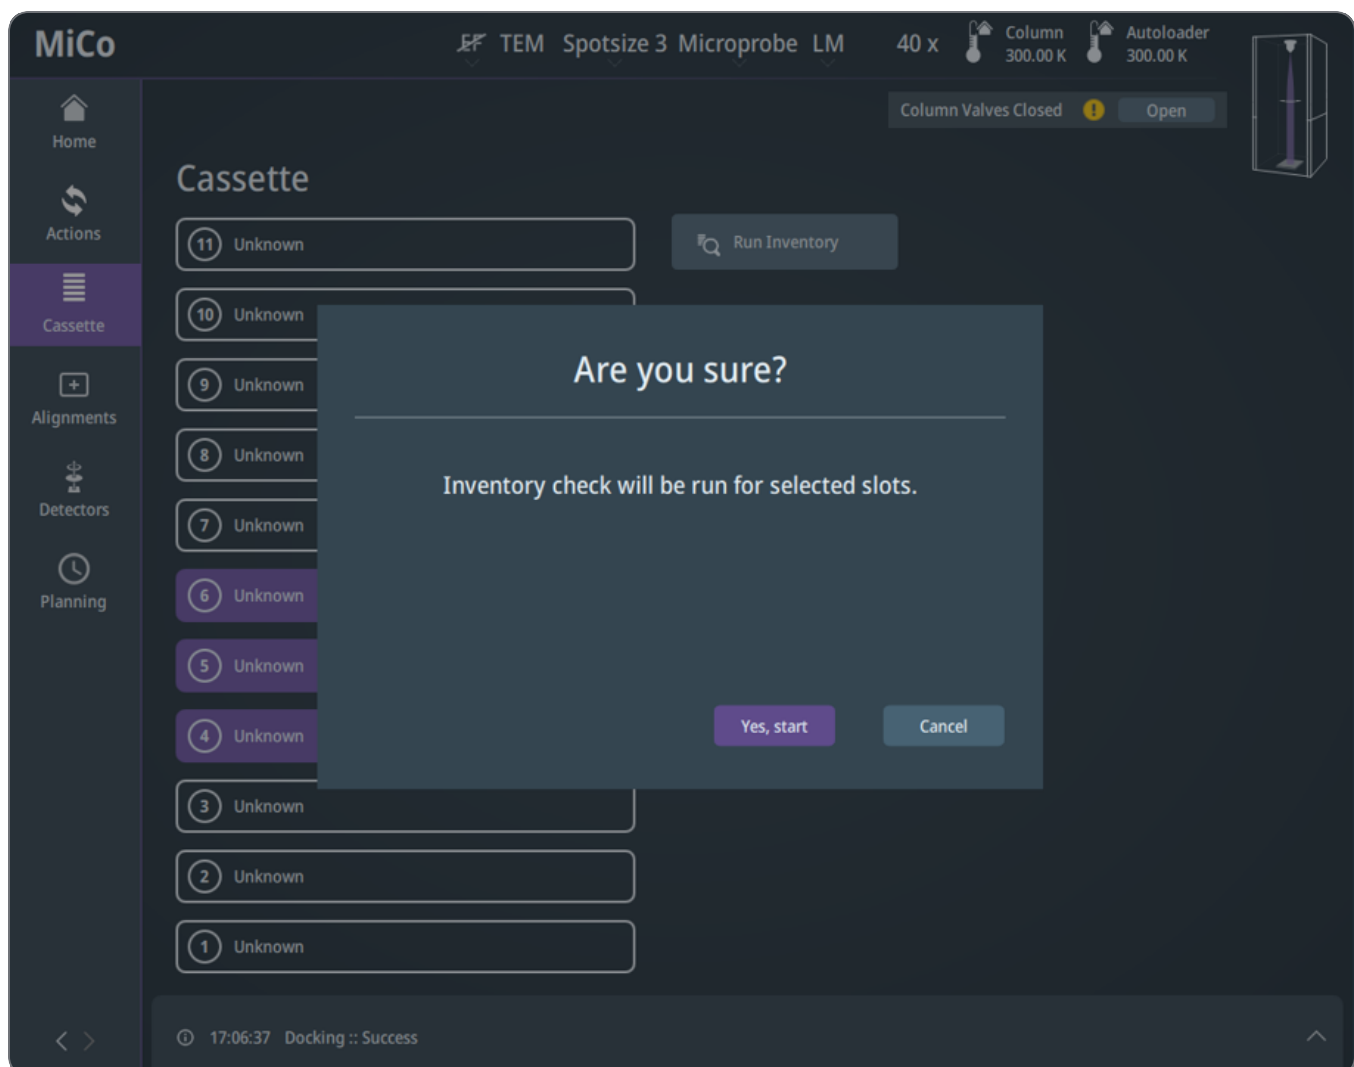 MiCo
EF TEM Spotsize 3 Microprobe LM 40 x Column 300.00 K Autoloader 300.00 K
Column Valves Closed ! Open
Home
Actions
Cassette
Alignments
Detectors
Planning
Cassette
11 Unknown
Run Inventory
10 Unknown
9 Unknown
8 Unknown
7 Unknown
6 Unknown
5 Unknown
4 Unknown
3 Unknown
2 Unknown
1 Unknown
Are you sure?
Inventory check will be run for selected slots.
Yes, start Cancel
17:06:37 Docking :: Success